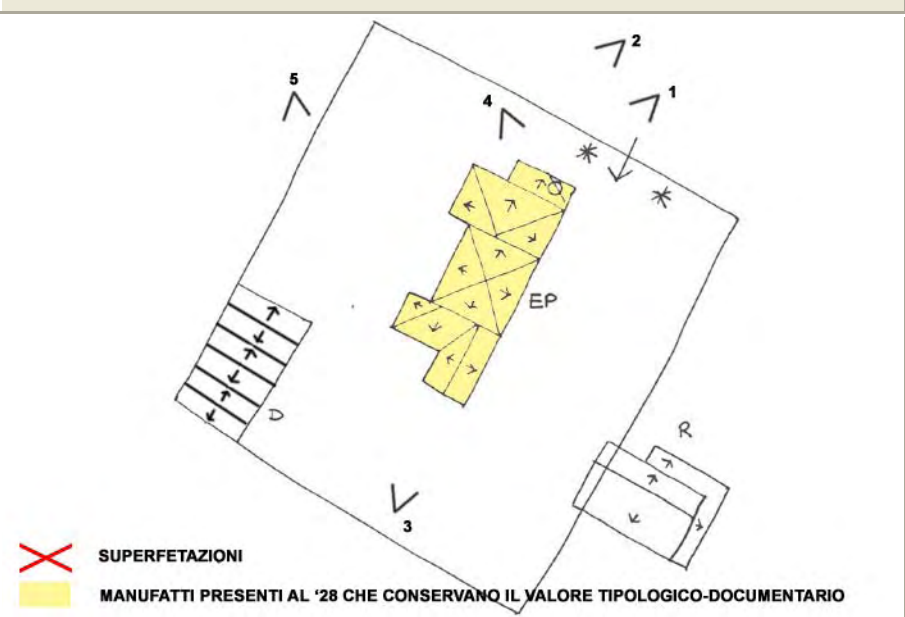 2
1
5
4
EP
D
R
3
SUPERFETAZIONI
MANUFATTI PRESENTI AL ‘28 CHE CONSERVANO IL VALORE TIPOLOGICO-DOCUMENTARIO